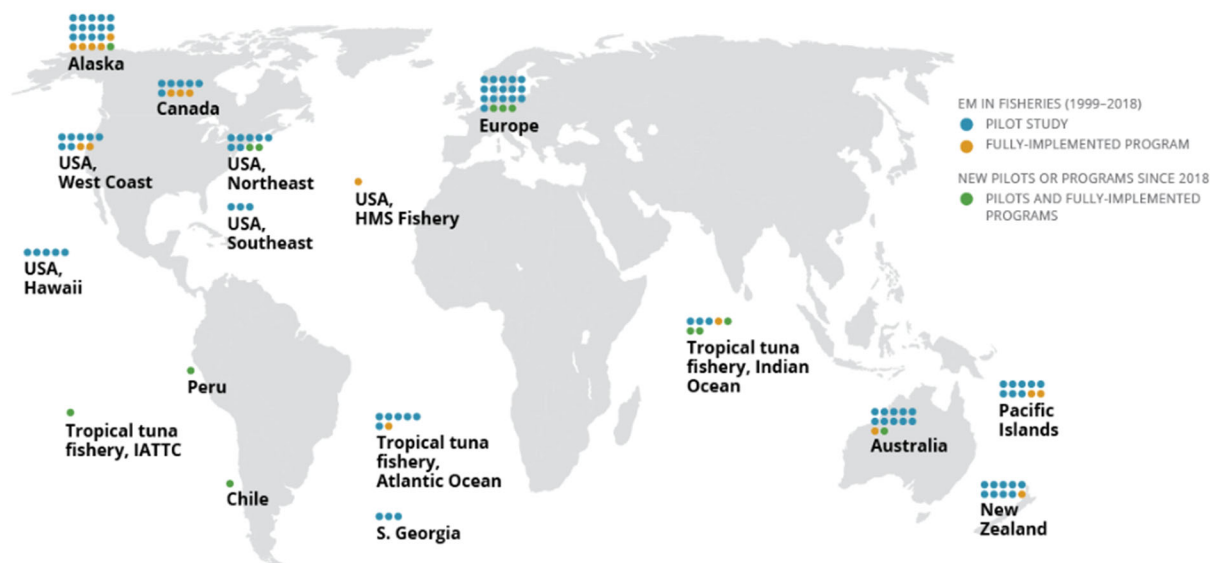 Alaska
Canada
USA,
West Coast
USA,
Northeast
USA,
Southeast
USA,
HMS Fishery
USA,
Hawaii
Europe
EM IN FISHERIES (1999–2018)
PILOT STUDY
FULLY-IMPLEMENTED PROGRAM
NEW PILOTS OR PROGRAMS SINCE 2018
PILOTS AND FULLY-IMPLEMENTED
PROGRAMS
Peru
Tropical tuna
fishery, IATTC
Chile
Tropical tuna
fishery,
Atlantic Ocean
S. Georgia
Tropical tuna
fishery, Indian
Ocean
Australia
Pacific
Islands
New
Zealand